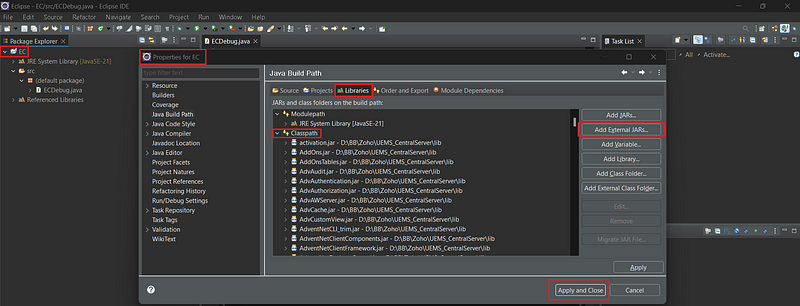 Eclipse - EC/src/ECDebug.java - Eclipse IDE
File Edit Source Refactor Navigate Search Project Run Window Help
Package Explorer
ECDebug.java
Task List
EC
JRE System Library [JavaSE-21]
src
(default package)
ECDebug.java
Referenced Libraries
All
Activate...
Properties for EC
type filter text
Resource
Builders
Coverage
Java Build Path
Java Code Style
Java Compiler
Javadoc Location
Java Editor
Project Facets
Project Natures
Project References
Refactoring History
Run/Debug Settings
Task Repository
Task Tags
Validation
WikiText
Java Build Path
Source Projects Libraries Order and Export Module Dependencies
JARs and class folders on the build path:
Modulepath
JRE System Library [JavaSE-21]
Classpath
activation.jar - D:\BB\Zoho\UEMS_CentralServer\lib
AddOns.jar - D:\BB\Zoho\UEMS_CentralServer\lib
AddOnsTables.jar - D:\BB\Zoho\UEMS_CentralServer\lib
AdvAudit.jar - D:\BB\Zoho\UEMS_CentralServer\lib
AdvAuthentication.jar - D:\BB\Zoho\UEMS_CentralServer\lib
AdvAuthorization.jar - D:\BB\Zoho\UEMS_CentralServer\lib
AdvAWServer.jar - D:\BB\Zoho\UEMS_CentralServer\lib
AdvCache.jar - D:\BB\Zoho\UEMS_CentralServer\lib
AdvCustomView.jar - D:\BB\Zoho\UEMS_CentralServer\lib
AdventNetCLI_trim.jar - D:\BB\Zoho\UEMS_CentralServer\lib
AdventNetClientComponents.jar - D:\BB\Zoho\UEMS_CentralServer\lib
AdventNetClientFramework.jar - D:\BB\Zoho\UEMS_CentralServer\lib
Add JARs...
Add External JARs...
Add Variable...
Add Library...
Add Class Folder...
Add External Class Folder...
Edit...
Remove
Migrate JAR File...
Apply
Apply and Close
Cancel